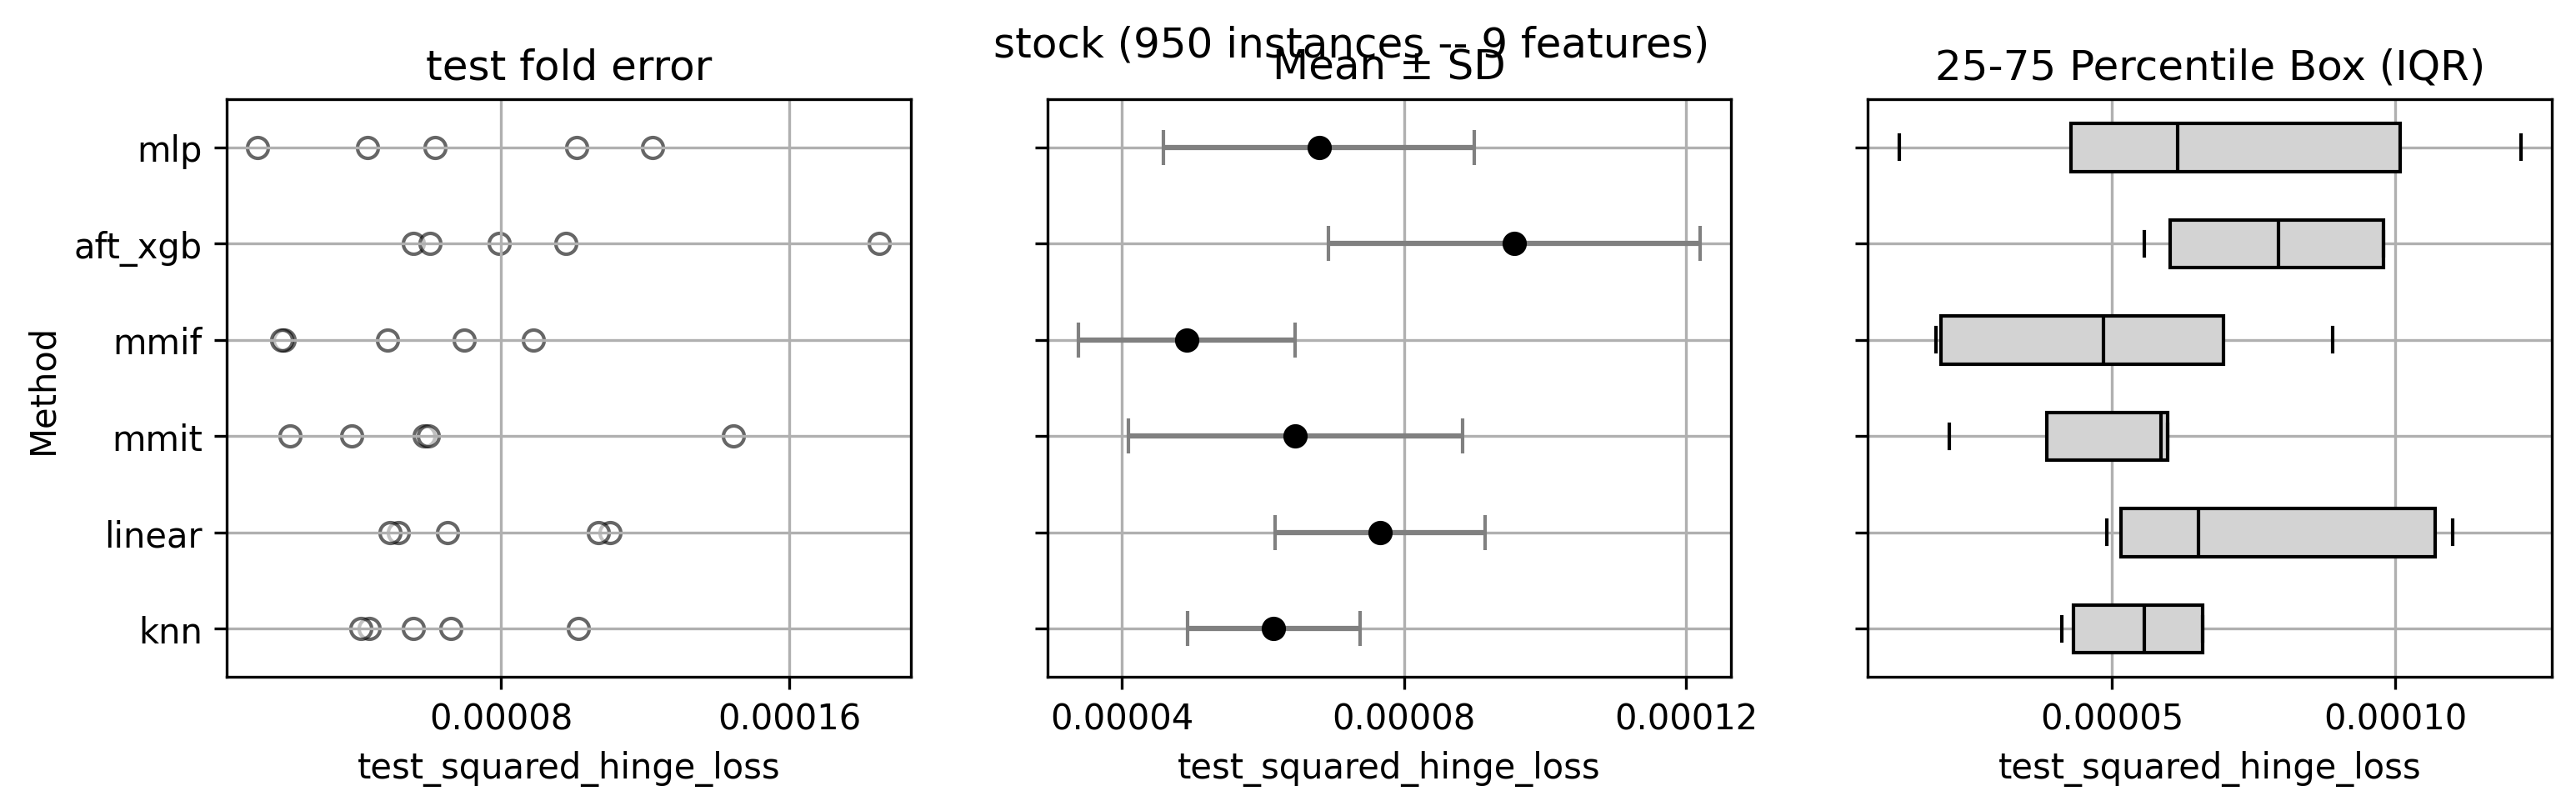 stock (950 instances -- 9 features)
test fold error
Mean ± SD
25-75 Percentile Box (IQR)
Method
mlp
aft_xgb
mmif
mmit
linear
knn
0.00008 0.00016
0.00004 0.00008 0.00012
0.00005 0.00010
test_squared_hinge_loss
test_squared_hinge_loss
test_squared_hinge_loss